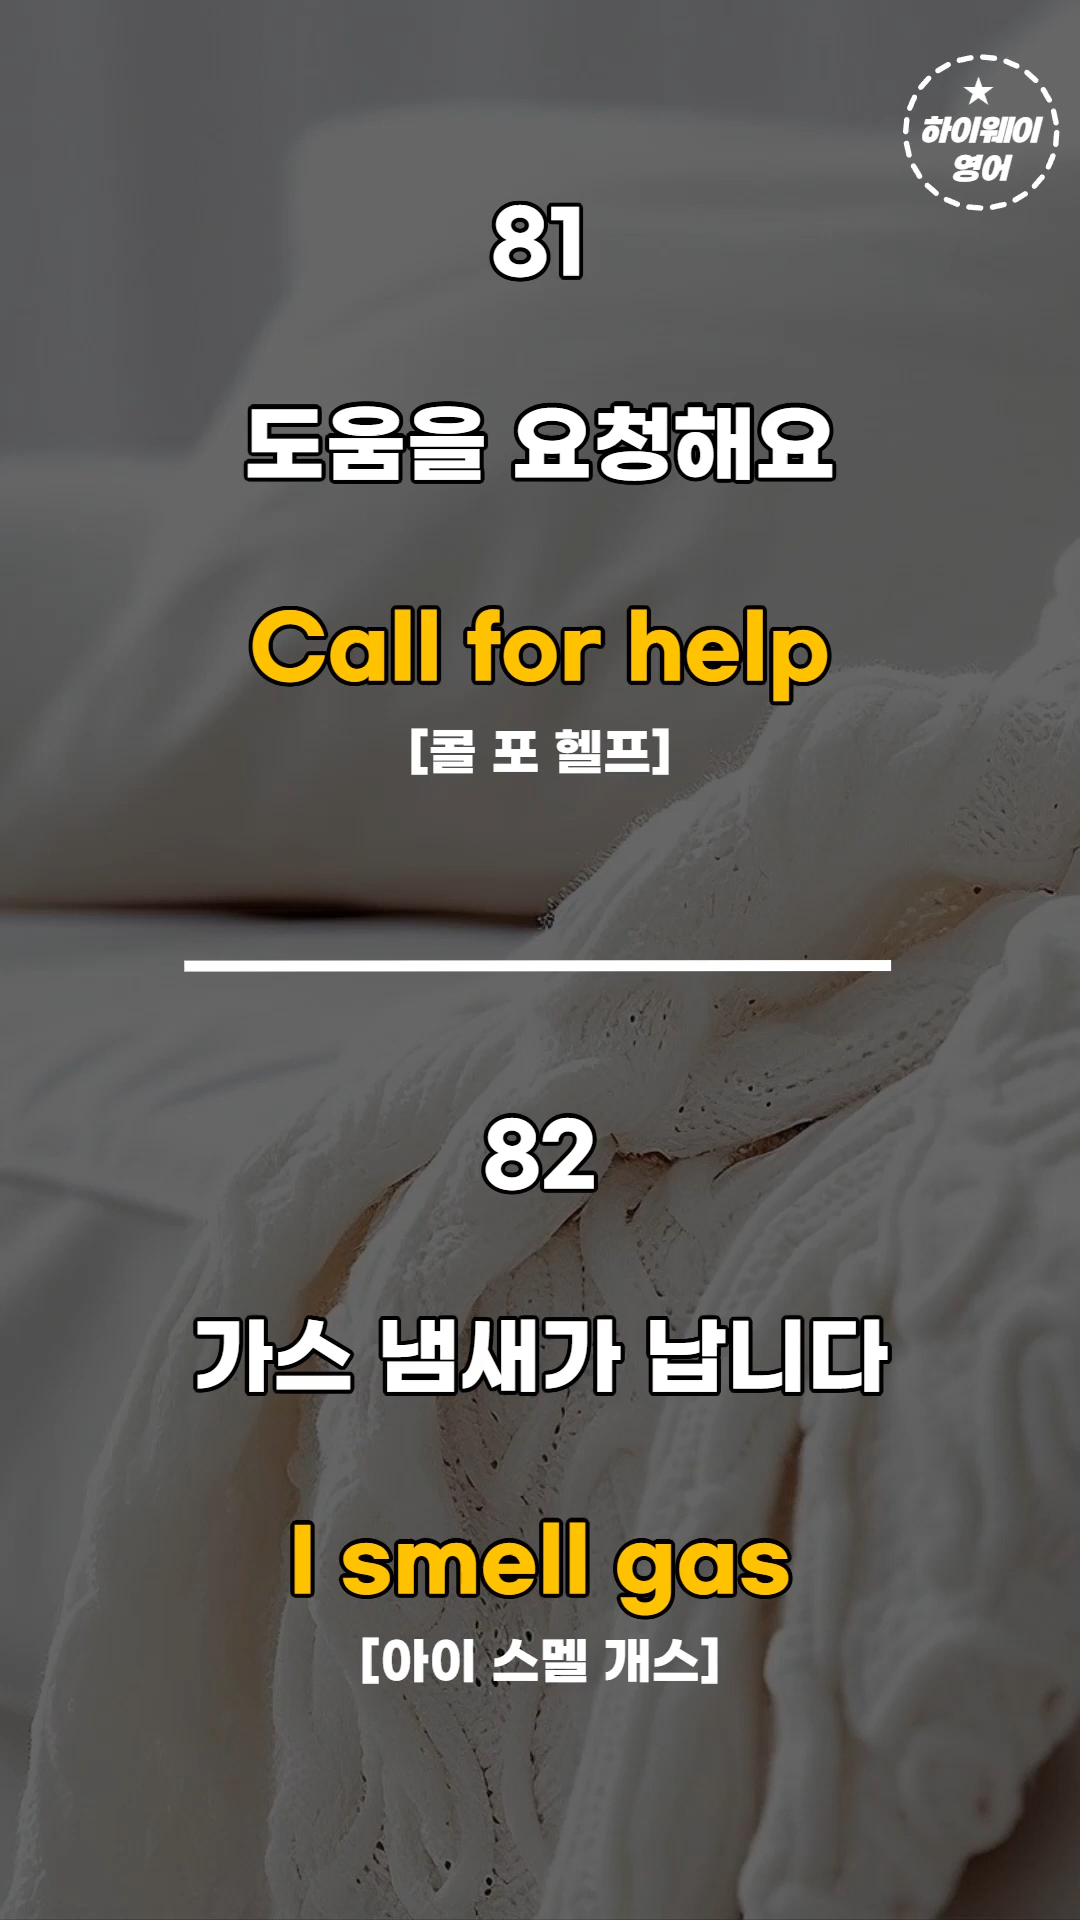 하이웨이
영어
81
도움을 요청해요
Call for help
[콜 포 헬프]
82
가스 냄새가 납니다
I smell gas
[아이 스멜 개스]